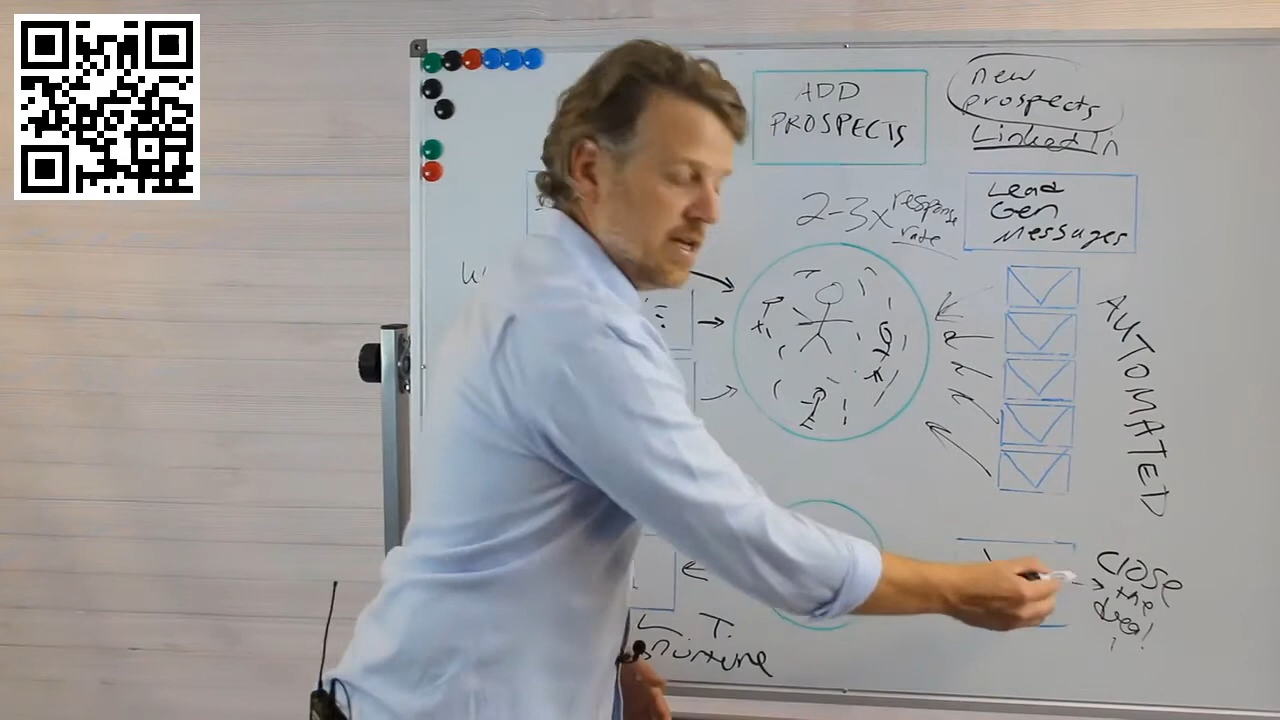 ADD
PROSPECTS
new
prospects
LinkedIn
2-3x response
rate
Lead
Gen
Messages
AUTOMATED
Close
the
deal!
L.T.
nurture